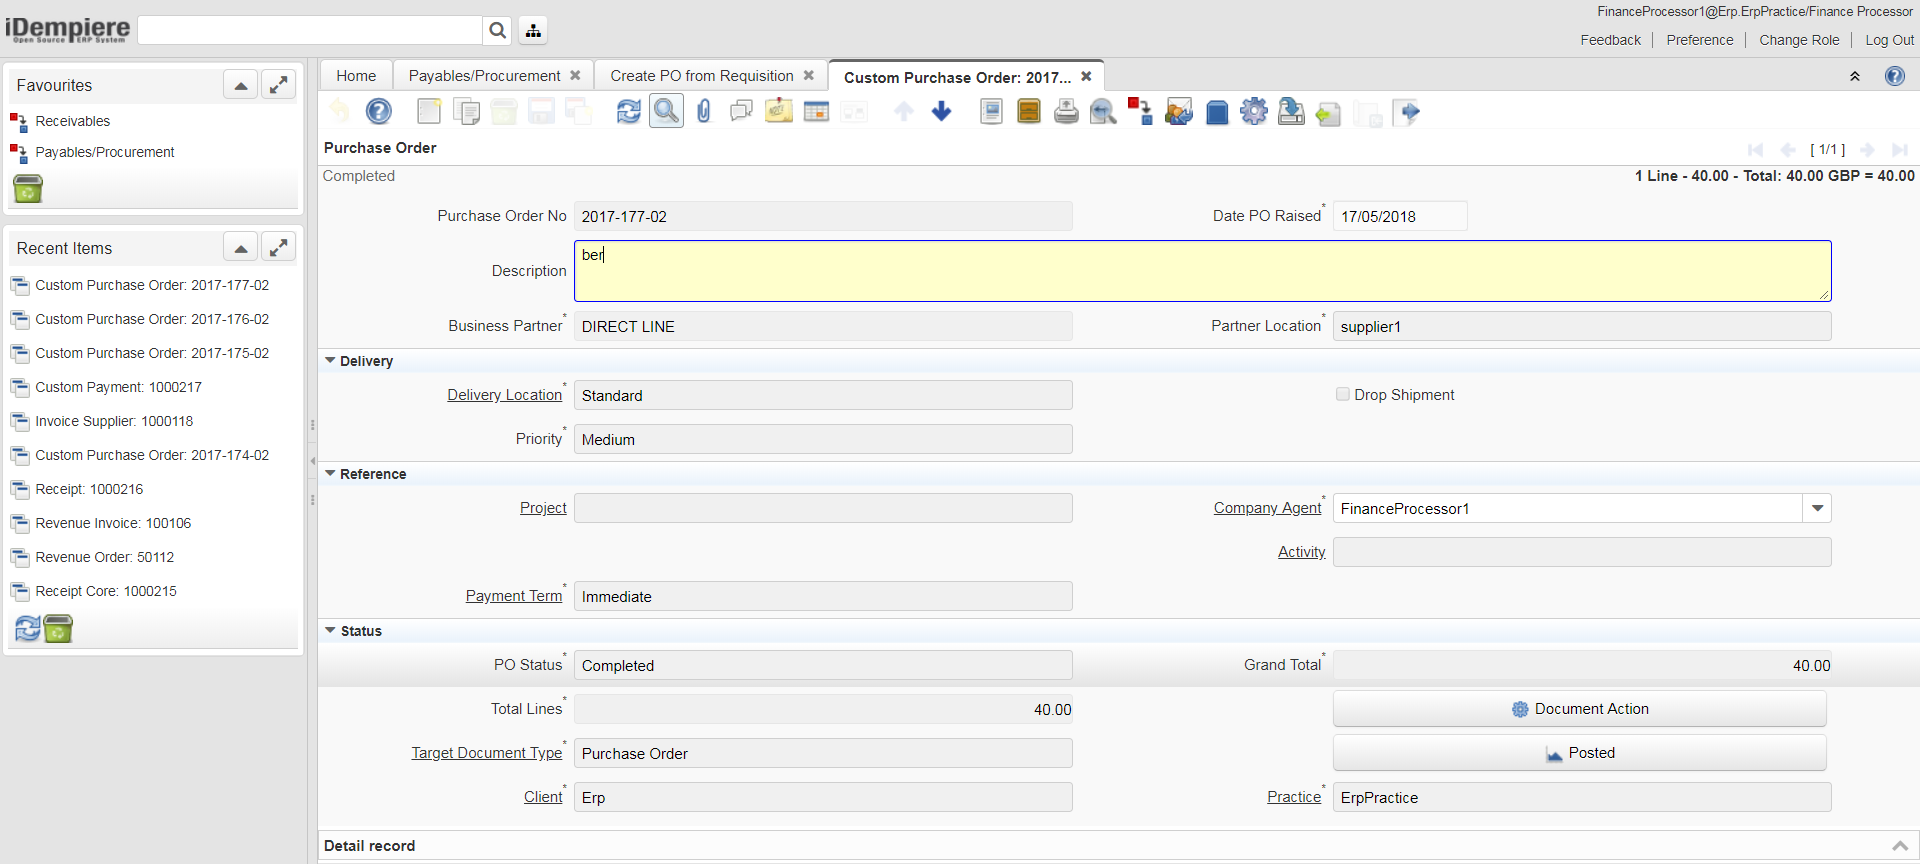 iDempiere
Open Source ERP System
FinanceProcessor1@Erp.ErpPractice/Finance Processor
Feedback Preference Change Role Log Out
Favourites
Receivables
Payables/Procurement
Recent Items
Custom Purchase Order: 2017-177-02
Custom Purchase Order: 2017-176-02
Custom Purchase Order: 2017-175-02
Custom Payment: 1000217
Invoice Supplier: 1000118
Custom Purchase Order: 2017-174-02
Receipt: 1000216
Revenue Invoice: 100106
Revenue Order: 50112
Receipt Core: 1000215
Home Payables/Procurement Create PO from Requisition Custom Purchase Order: 2017...
Purchase Order [ 1/1 ]
Completed 1 Line - 40.00 - Total: 40.00 GBP = 40.00
Purchase Order No 2017-177-02 Date PO Raised* 17/05/2018
Description ber
Business Partner* DIRECT LINE Partner Location* supplier1
Delivery
Delivery Location* Standard Drop Shipment
Priority* Medium
Reference
Project Company Agent* FinanceProcessor1
Activity
Payment Term* Immediate
Status
PO Status* Completed Grand Total* 40.00
Total Lines* 40.00 Document Action
Target Document Type* Purchase Order Posted
Client* Erp Practice* ErpPractice
Detail record